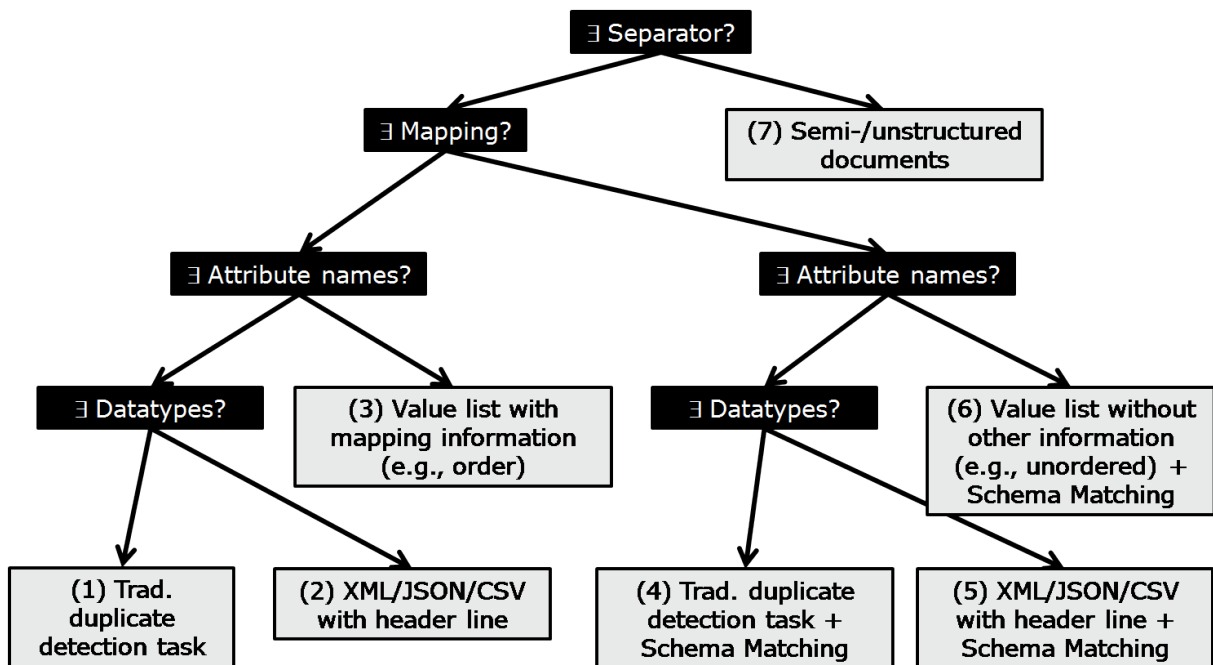 ∃ Separator?
∃ Mapping?
(7) Semi-/unstructured
documents
∃ Attribute names?
∃ Attribute names?
∃ Datatypes?
(3) Value list with
mapping information
(e.g., order)
∃ Datatypes?
(6) Value list without
other information
(e.g., unordered) +
Schema Matching
(1) Trad.
duplicate
detection task
(2) XML/JSON/CSV
with header line
(4) Trad. duplicate
detection task +
Schema Matching
(5) XML/JSON/CSV
with header line +
Schema Matching